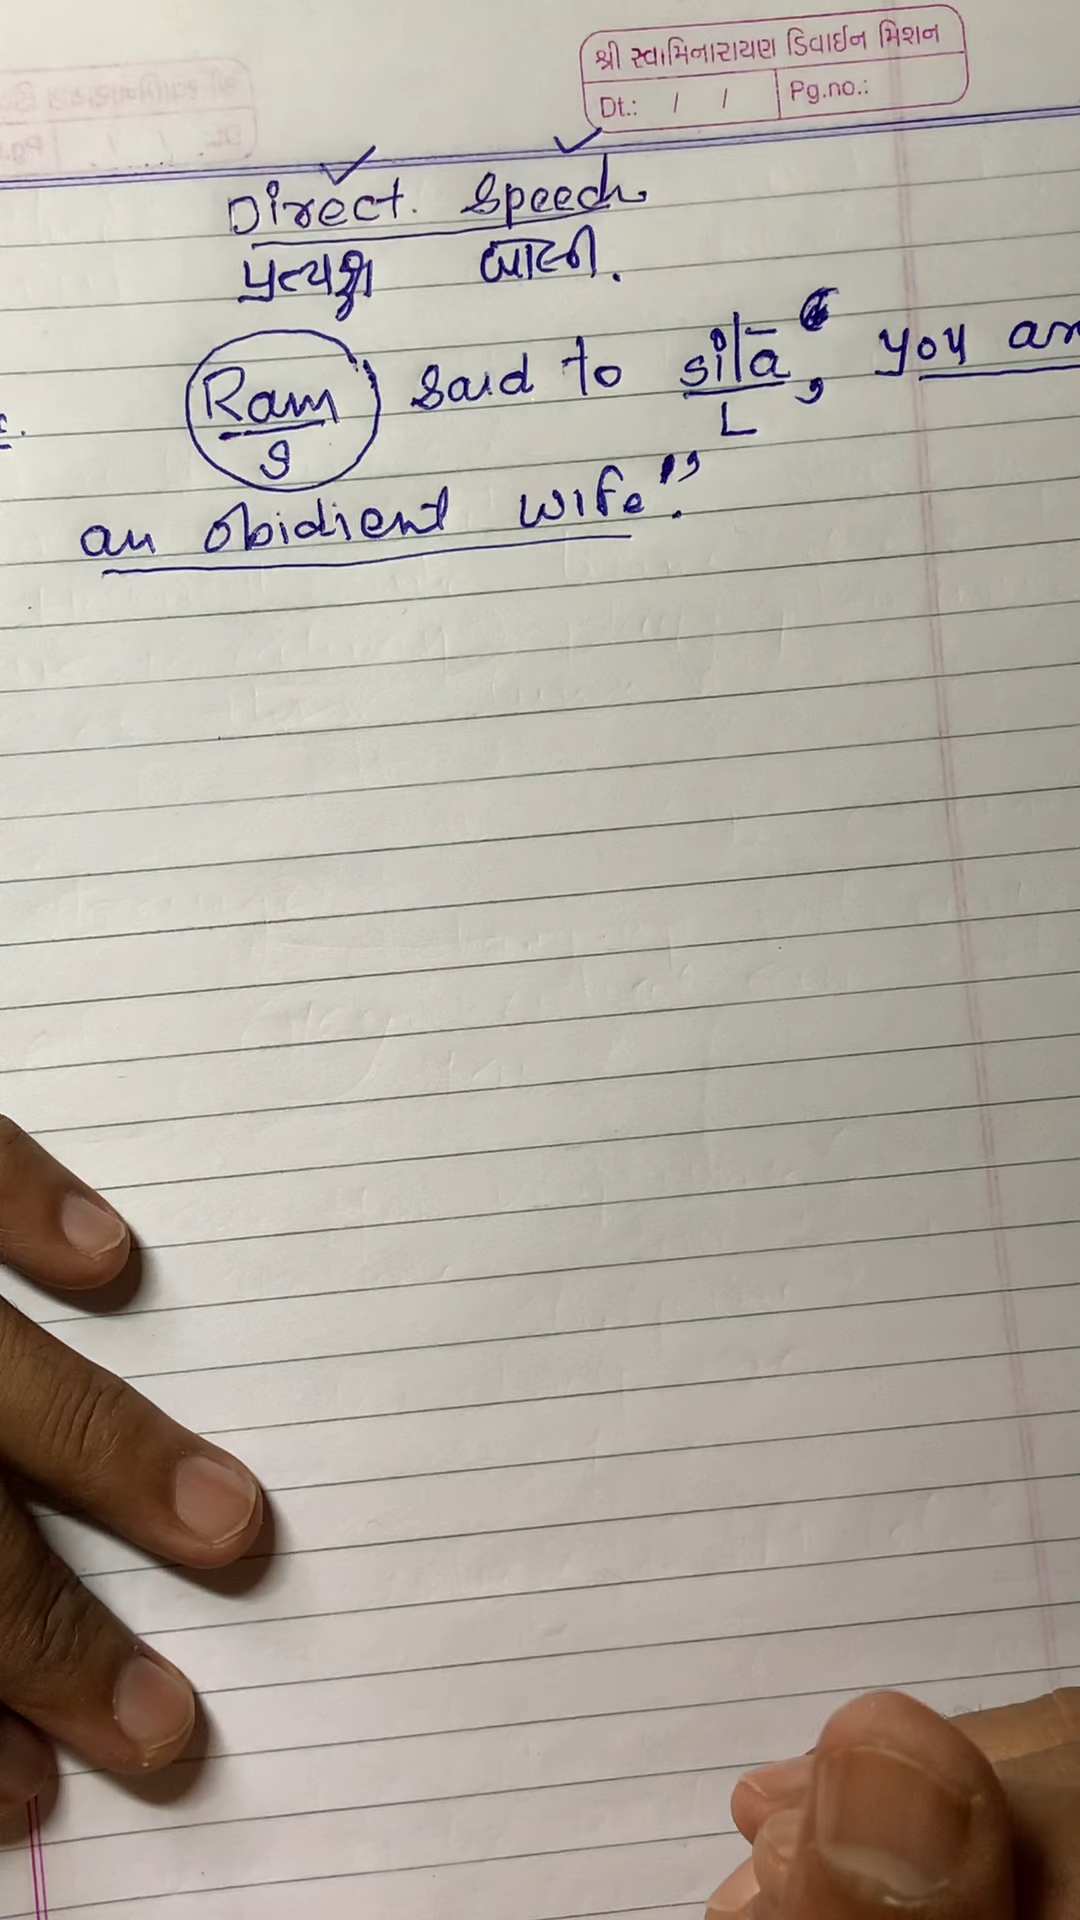 શ્રી સ્વામિનારાયણ ડિવાઈન મિશન
Dt.: / / Pg.no.:
Direct. Speech
પ્રત્યક્ષ
Ram said to sita, " you are
S L
an obidient wife."